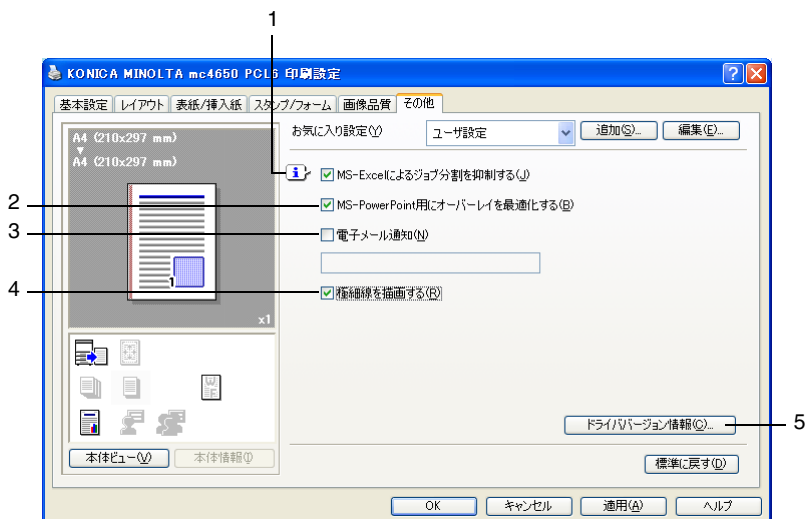 1
KONICA MINOLTA mc4650 PCL6 印刷設定
基本設定 レイアウト 表紙/挿入紙 スタンプ/フォーム 画像品質 その他
A4 (210x297 mm)
A4 (210x297 mm)
1
x1
お気に入り設定(Y) ユーザ設定 追加(S)... 編集(E)...
MS-Excelによるジョブ分割を抑制する(J)
2
MS-PowerPoint用にオーバーレイを最適化する(B)
3
電子メール通知(N)
4
極細線を描画する(R)
W
F
ドライババージョン情報(C)...
5
本体ビュー(V) 本体情報(I)
標準に戻す(D)
OK キャンセル 適用(A) ヘルプ